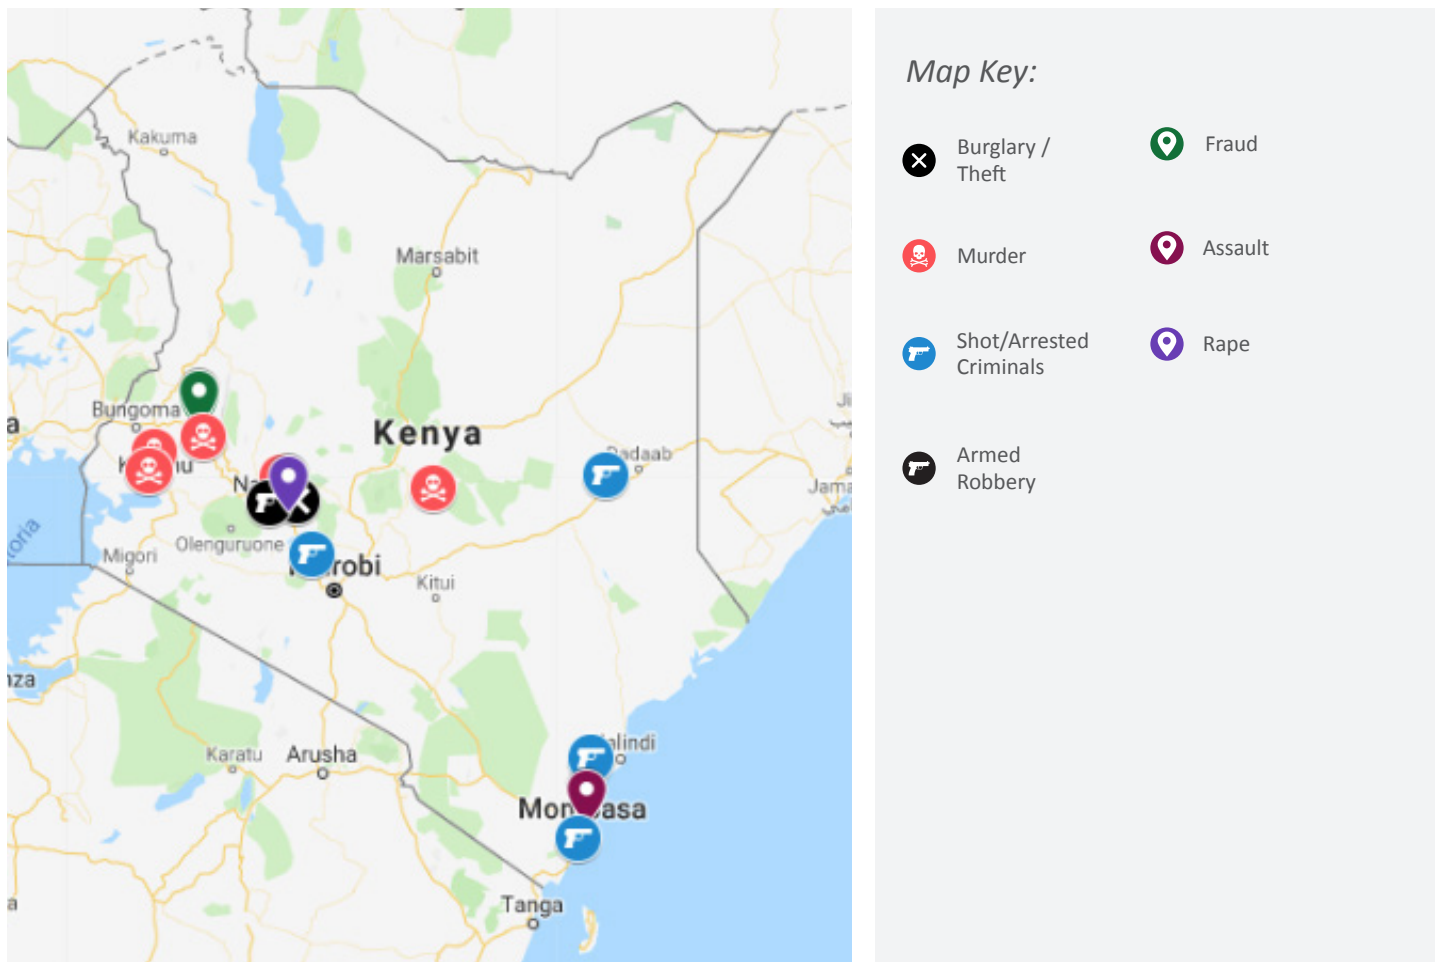 Kakuma
Marsabit
Bungoma
Kenya
Dadaab
Olenguruone
Migori
Kitui
Karatu
Arusha
Tanga
Map Key:
Burglary /
Theft
Fraud
Murder
Assault
Shot/Arrested
Criminals
Rape
Armed
Robbery